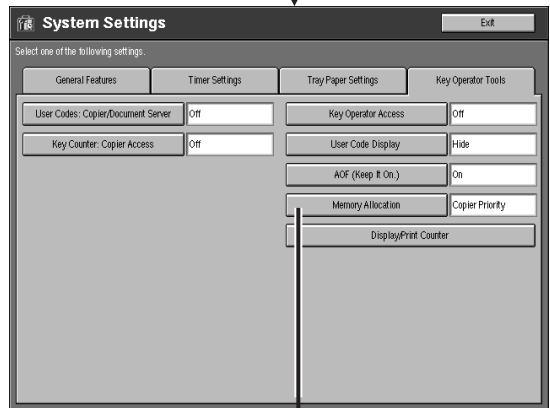 System Settings
Exit
Select one of the following settings.
General Features Timer Settings Tray Paper Settings Key Operator Tools
User Codes: Copier/Document Server Off Key Operator Access Off
Key Counter: Copier Access Off User Code Display Hide
AOF (Keep It On.) On
Memory Allocation Copier Priority
Display/Print Counter